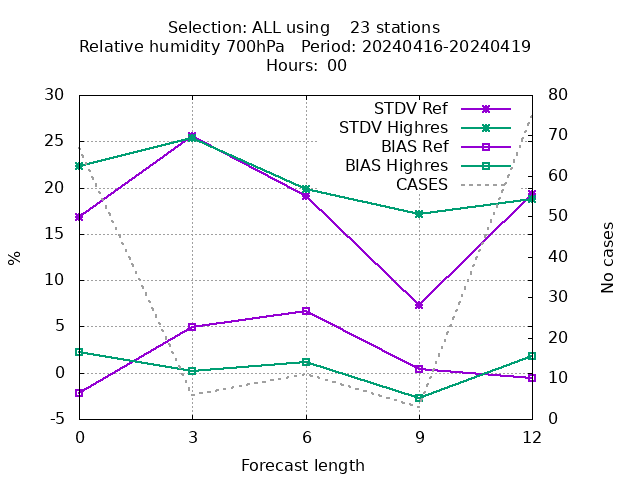 Selection: ALL using    23 stations
Relative humidity 700hPa   Period: 20240416-20240419
Hours: 00
30
25
20
15
10
5
0
-5
80
70
60
50
40
30
20
10
0
STDV Ref
STDV Highres
BIAS Ref
BIAS Highres
CASES
%
No cases
0 3 6 9 12
Forecast length